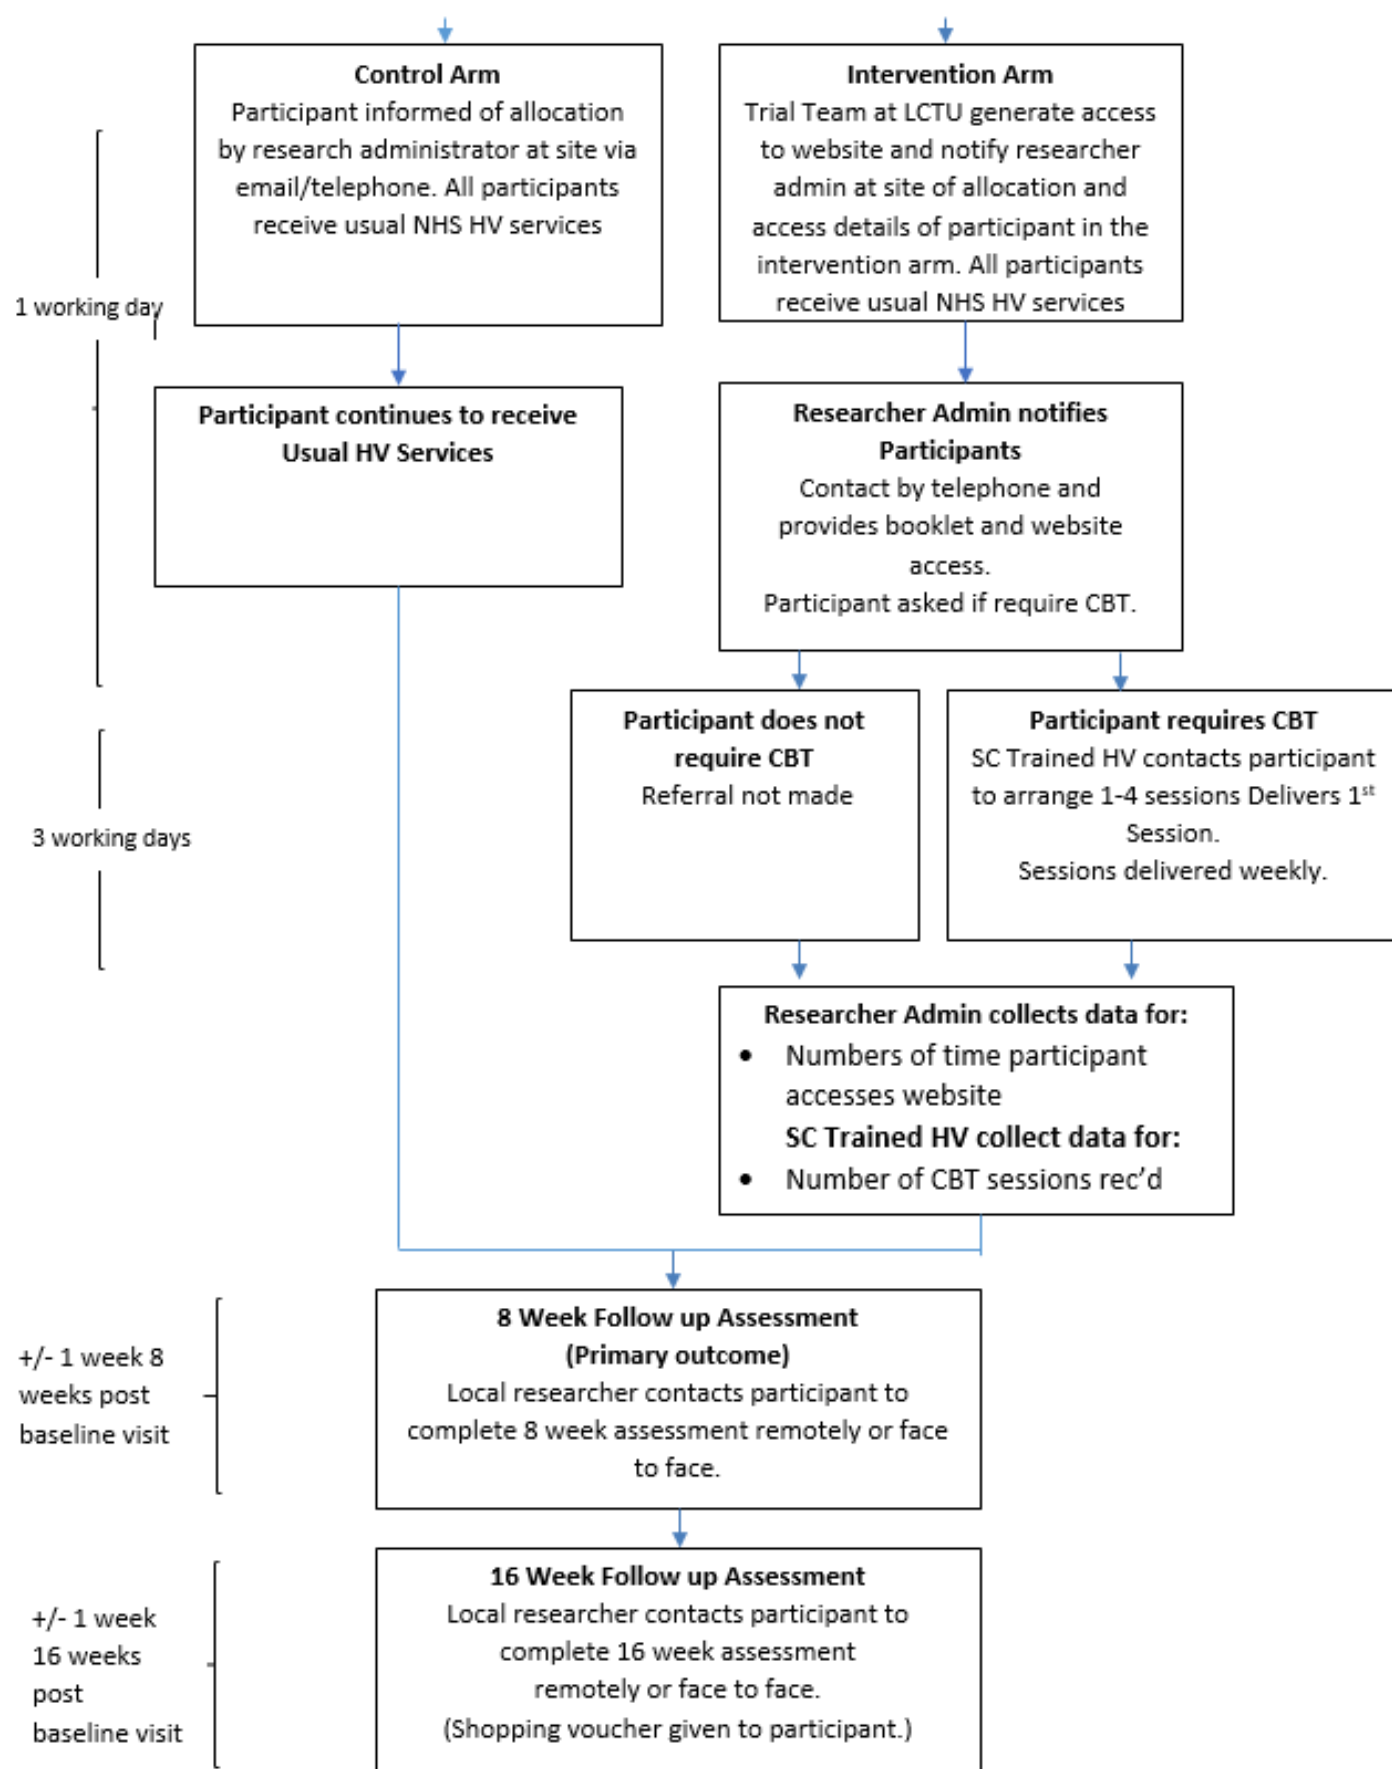 Control Arm
Participant informed of allocation
by research administrator at site via
email/telephone. All participants
receive usual NHS HV services
Intervention Arm
Trial Team at LCTU generate access
to website and notify researcher
admin at site of allocation and
access details of participant in the
intervention arm. All participants
receive usual NHS HV services
1 working day
Participant continues to receive
Usual HV Services
Researcher Admin notifies
Participants
Contact by telephone and
provides booklet and website
access.
Participant asked if require CBT.
Participant does not
require CBT
Referral not made
Participant requires CBT
SC Trained HV contacts participant
to arrange 1-4 sessions Delivers 1st
Session.
Sessions delivered weekly.
3 working days
Researcher Admin collects data for:
• Numbers of time participant
accesses website
SC Trained HV collect data for:
• Number of CBT sessions rec’d
+/- 1 week 8
weeks post
baseline visit
8 Week Follow up Assessment
(Primary outcome)
Local researcher contacts participant to
complete 8 week assessment remotely or face
to face.
+/- 1 week
16 weeks
post
baseline visit
16 Week Follow up Assessment
Local researcher contacts participant to
complete 16 week assessment
remotely or face to face.
(Shopping voucher given to participant.)